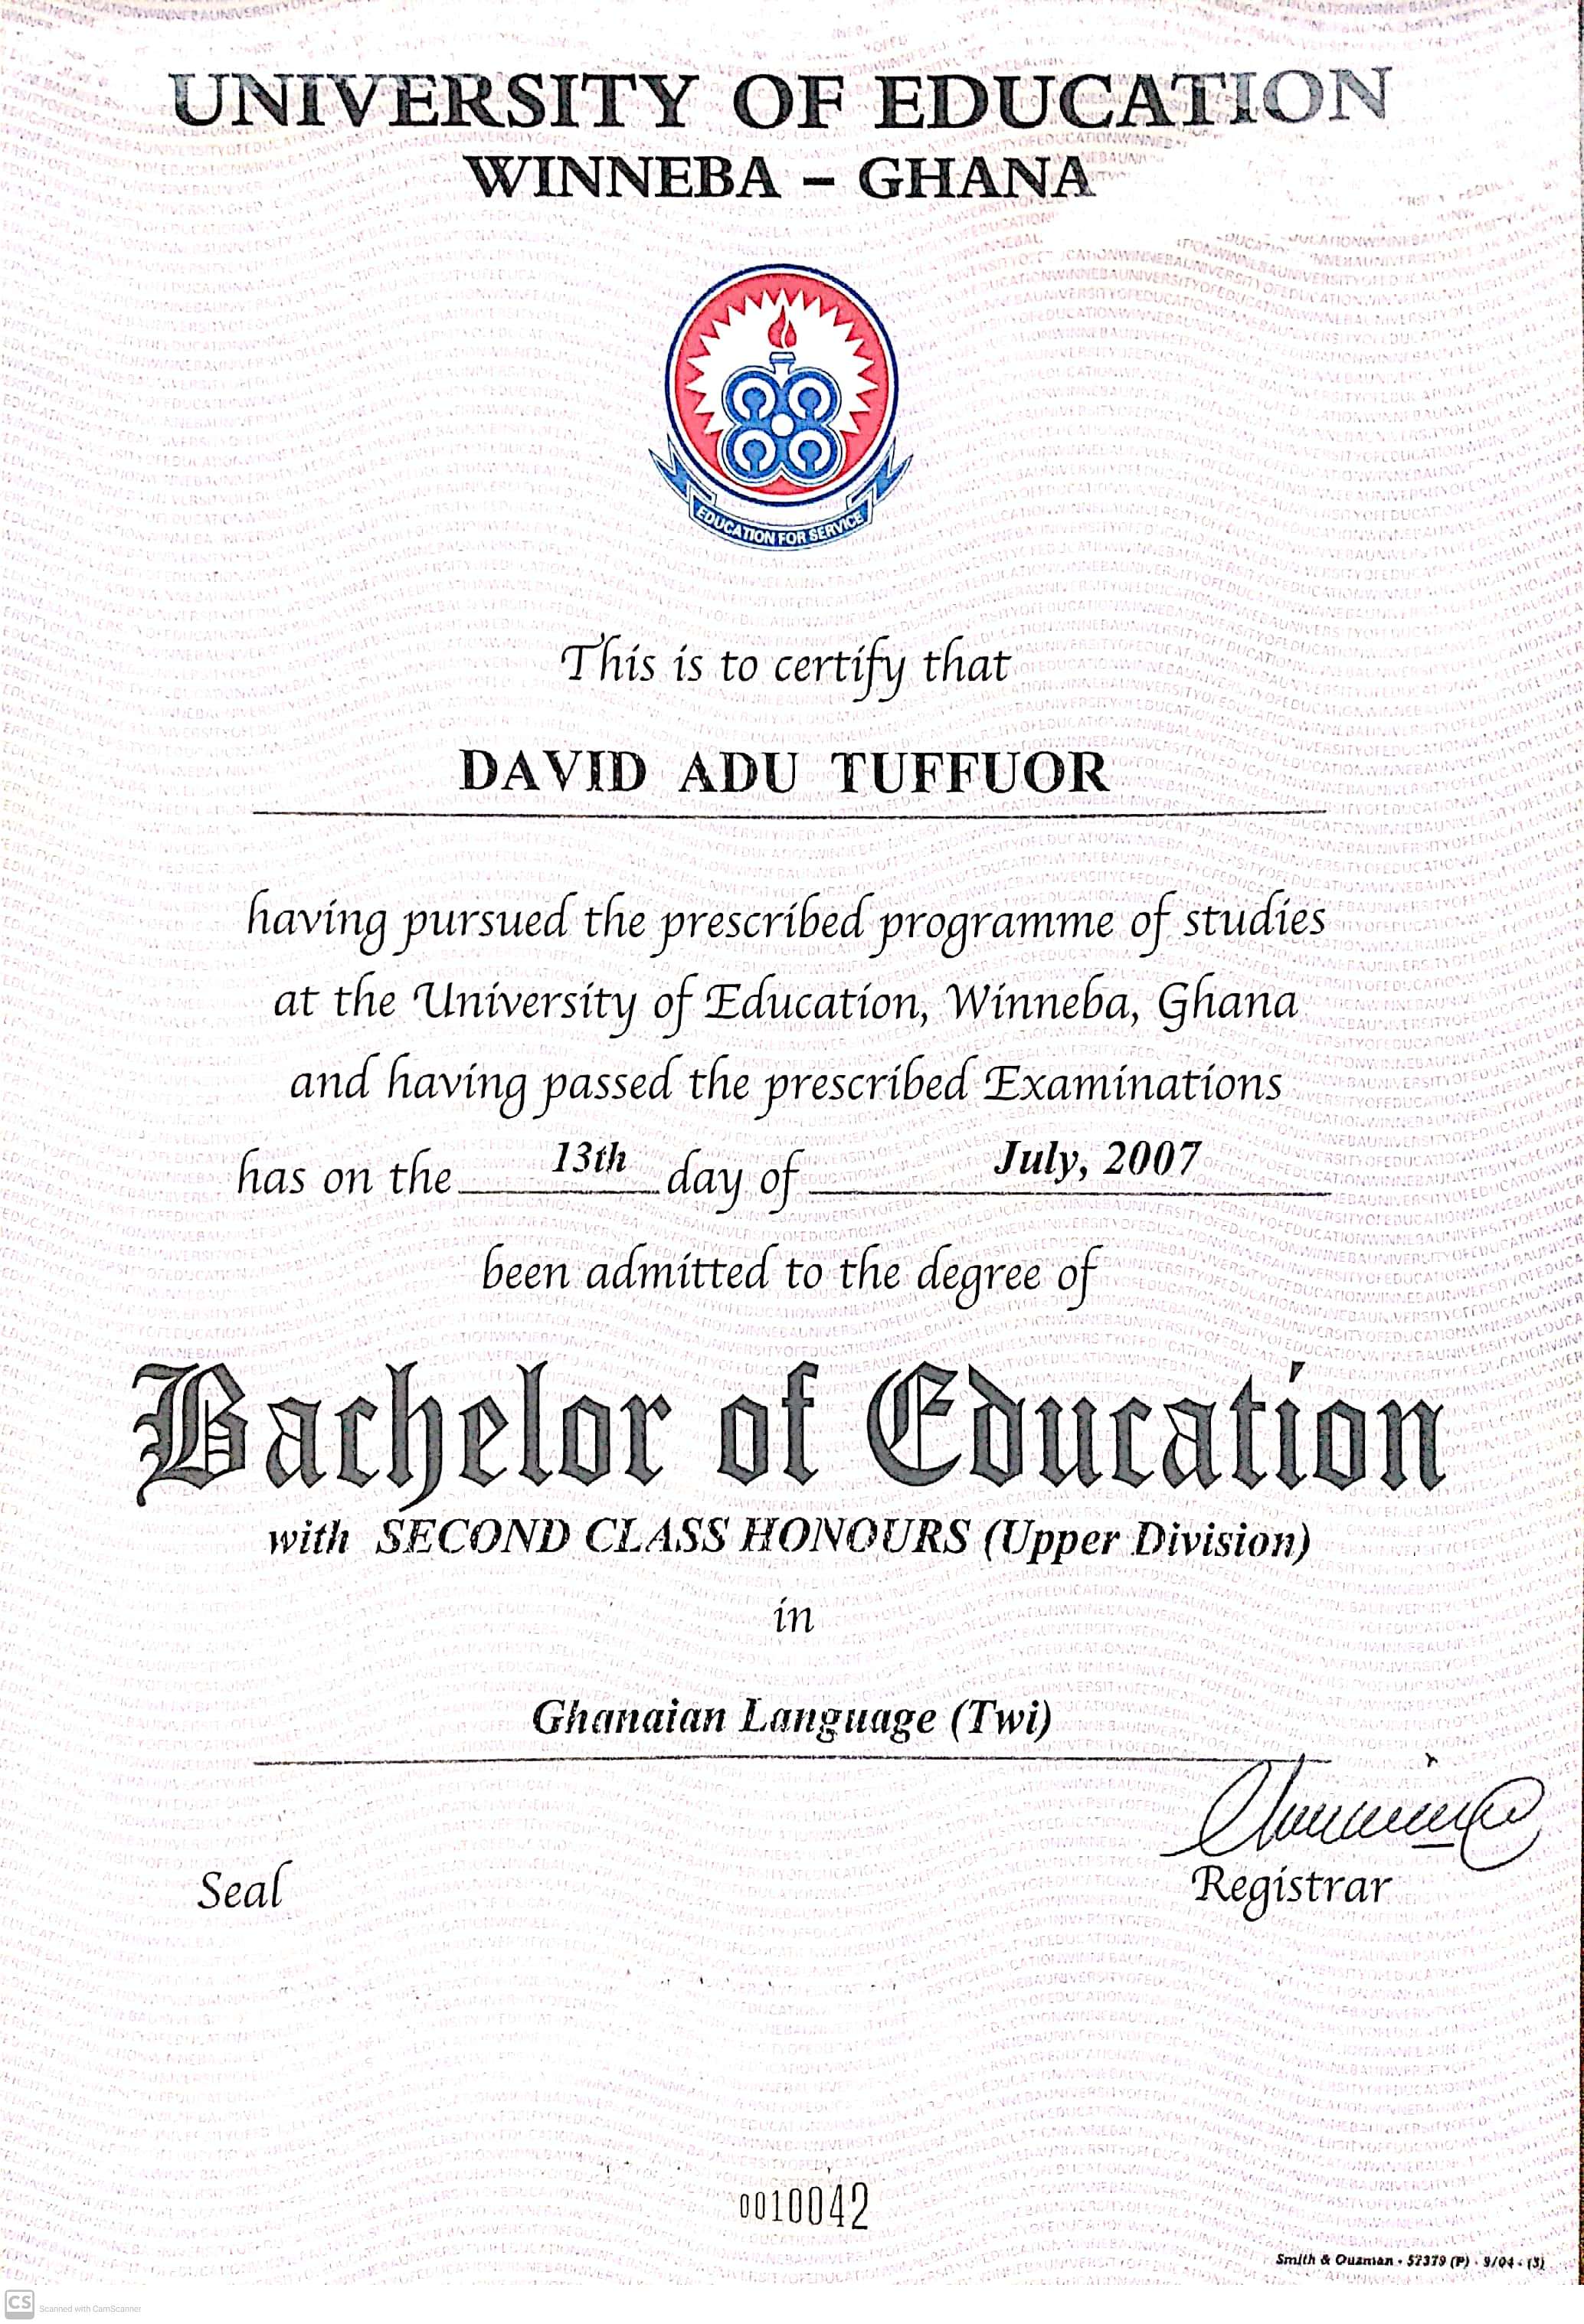 UNIVERSITY OF EDUCATION
WINNEBA – GHANA
EDUCATION FOR SERVICE
This is to certify that
DAVID ADU TUFFUOR
having pursued the prescribed programme of studies
at the University of Education, Winneba, Ghana
and having passed the prescribed Examinations
has on the 13th day of July, 2007
been admitted to the degree of
Bachelor of Education
with SECOND CLASS HONOURS (Upper Division)
in
Ghanaian Language (Twi)
Seal
Registrar
0010042
Smith & Ouzman • 57379 (P) - 9/04 - (3)
CS Scanned with CamScanner